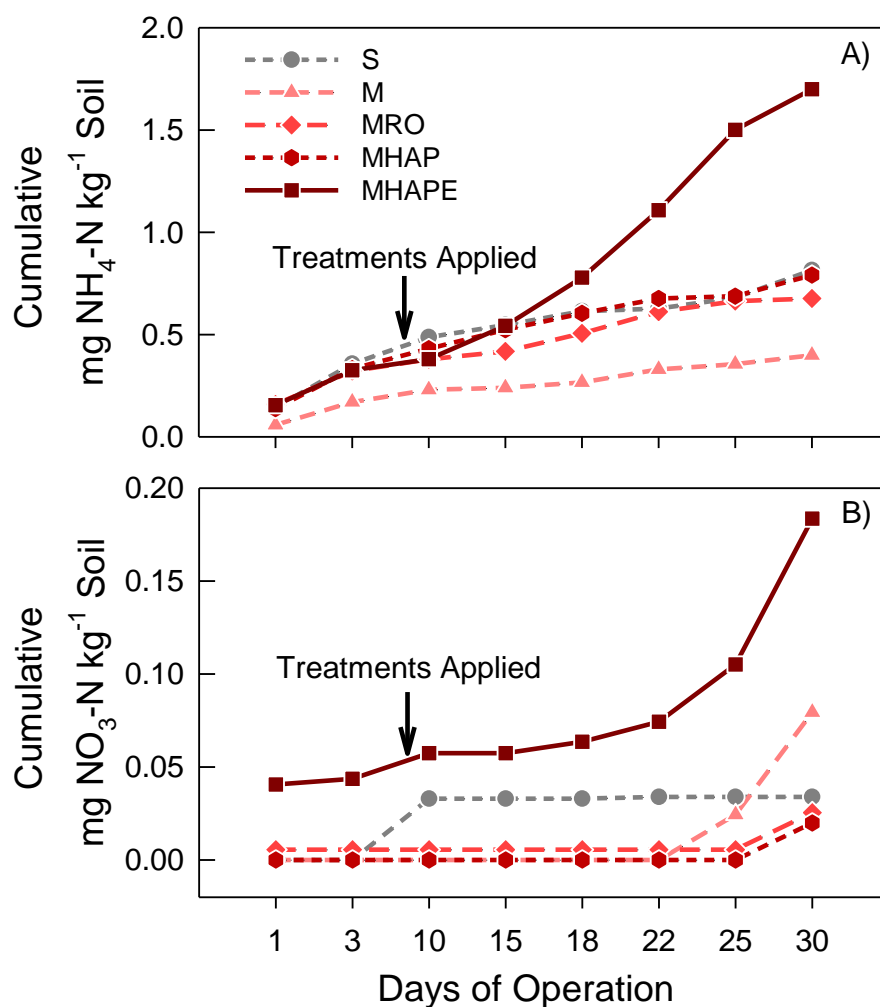 2.0
1.5
1.0
0.5
0.0
Cumulative
mg NH₄-N kg⁻¹ Soil
S
M
MRO
MHAP
MHAPE
A)
Treatments Applied
0.20
0.15
0.10
0.05
0.00
Cumulative
mg NO₃-N kg⁻¹ Soil
B)
Treatments Applied
1 3 10 15 18 22 25 30
Days of Operation